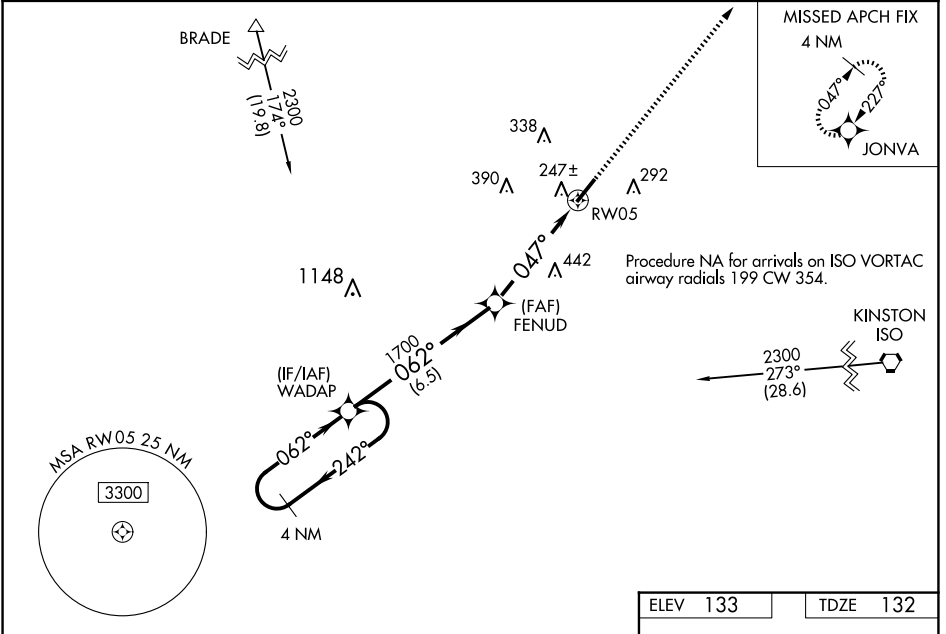 MISSED APCH FIX
4 NM
047°
227°
JONVA
BRADE
2300
174°
(19.8)
338
390
247±
292
RW05
047°
442
Procedure NA for arrivals on ISO VORTAC
airway radials 199 CW 354.
1148
(FAF)
FENUD
KINSTON
ISO
2300
273°
(28.6)
1700
062°
(6.5)
(IF/IAF)
WADAP
062°
242°
4 NM
MSA RW05 25 NM
3300
ELEV 133
TDZE 132